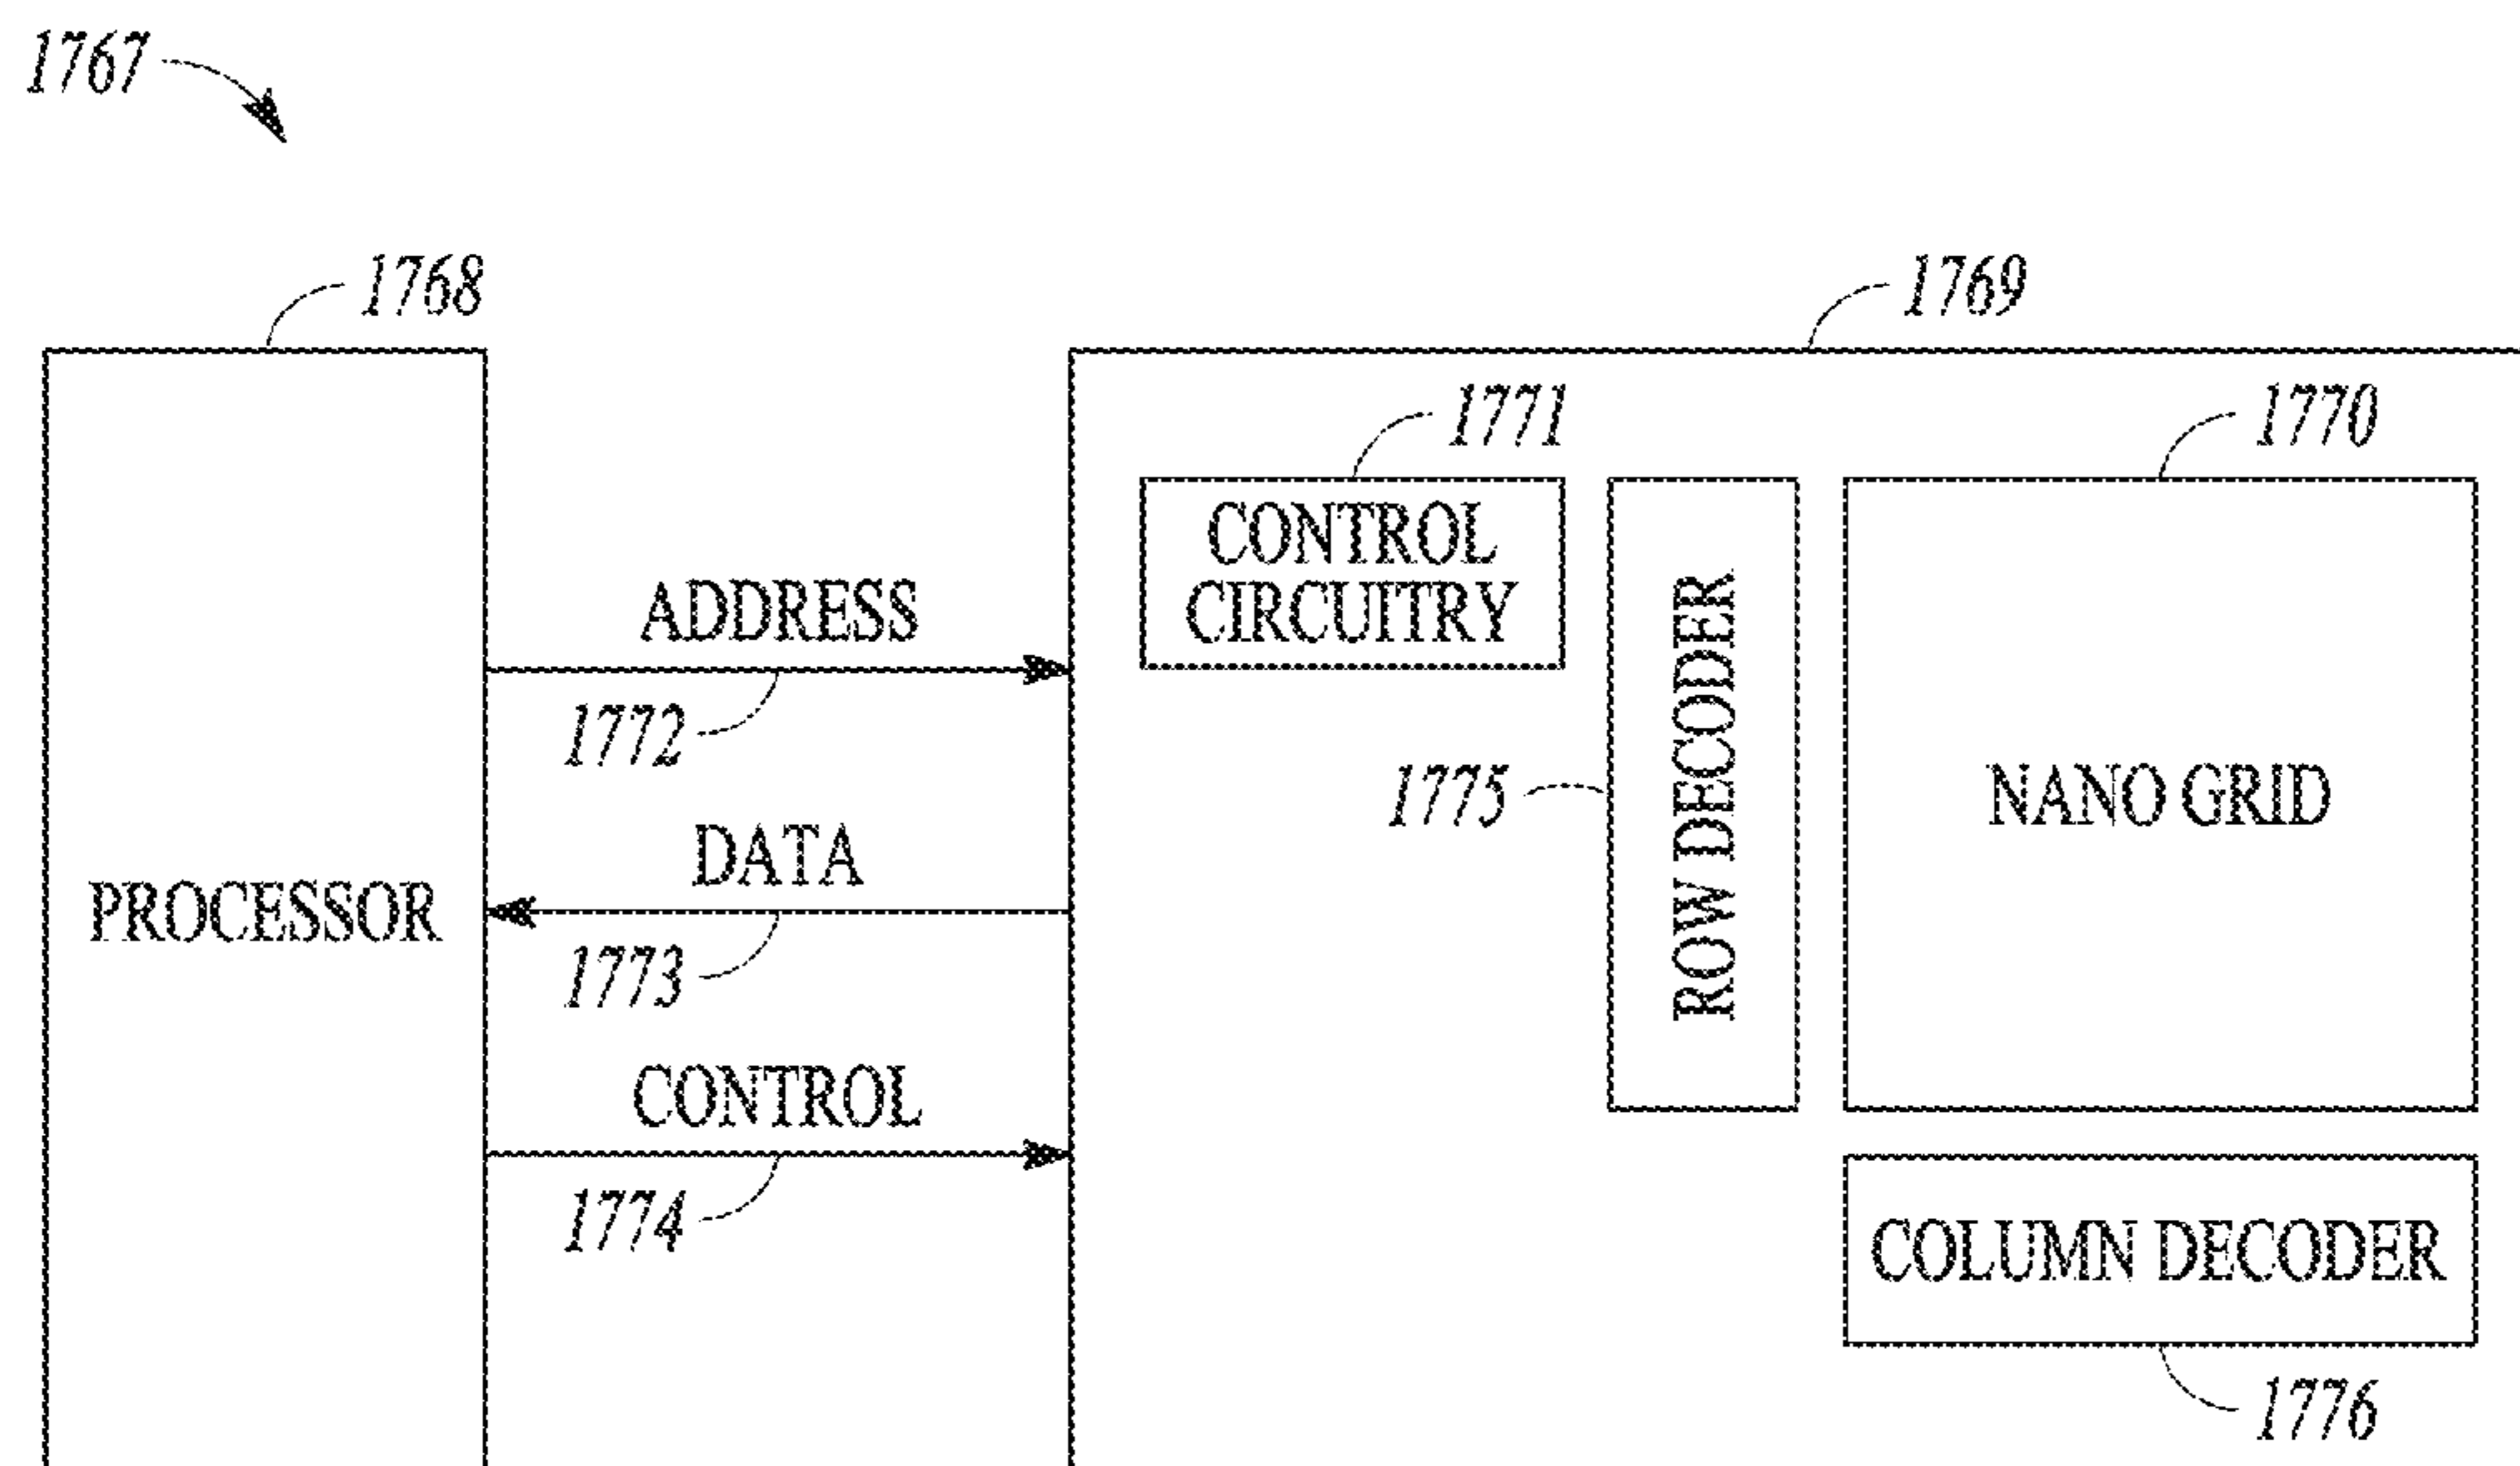 1767
1768
1769
1771
1770
CONTROL
CIRCUITRY
ADDRESS
1772
ROW DECODER
1775
NANO GRID
DATA
PROCESSOR
1773
CONTROL
1774
COLUMN DECODER
1776